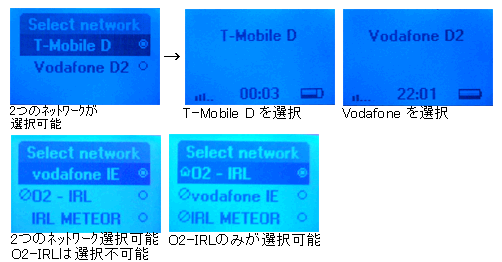 Select network
T-Mobile D
Vodafone D2
→
T-Mobile D
00:03
Vodafone D2
22:01
2つのネットワークが
選択可能
T-Mobile D を選択
Vodafone を選択
Select network
vodafone IE
O2 - IRL
IRL METEOR
Select network
O2 - IRL
vodafone IE
IRL METEOR
2つのネットワーク選択可能
O2-IRLは選択不可能
O2-IRLのみが選択可能